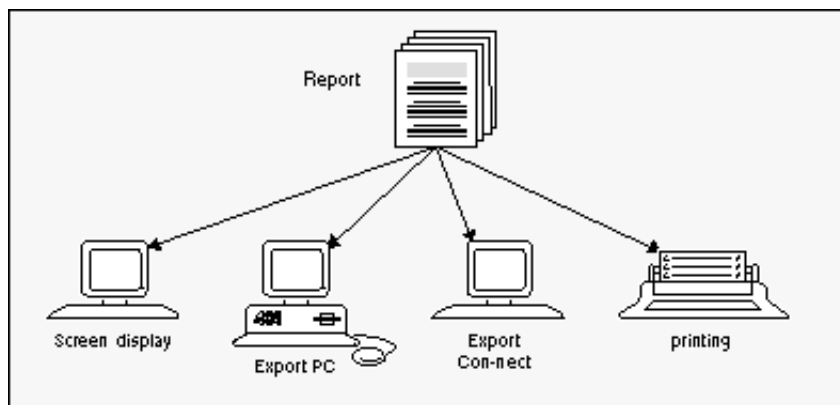 Report
Screen display
Export PC
Export
Con-nect
printing